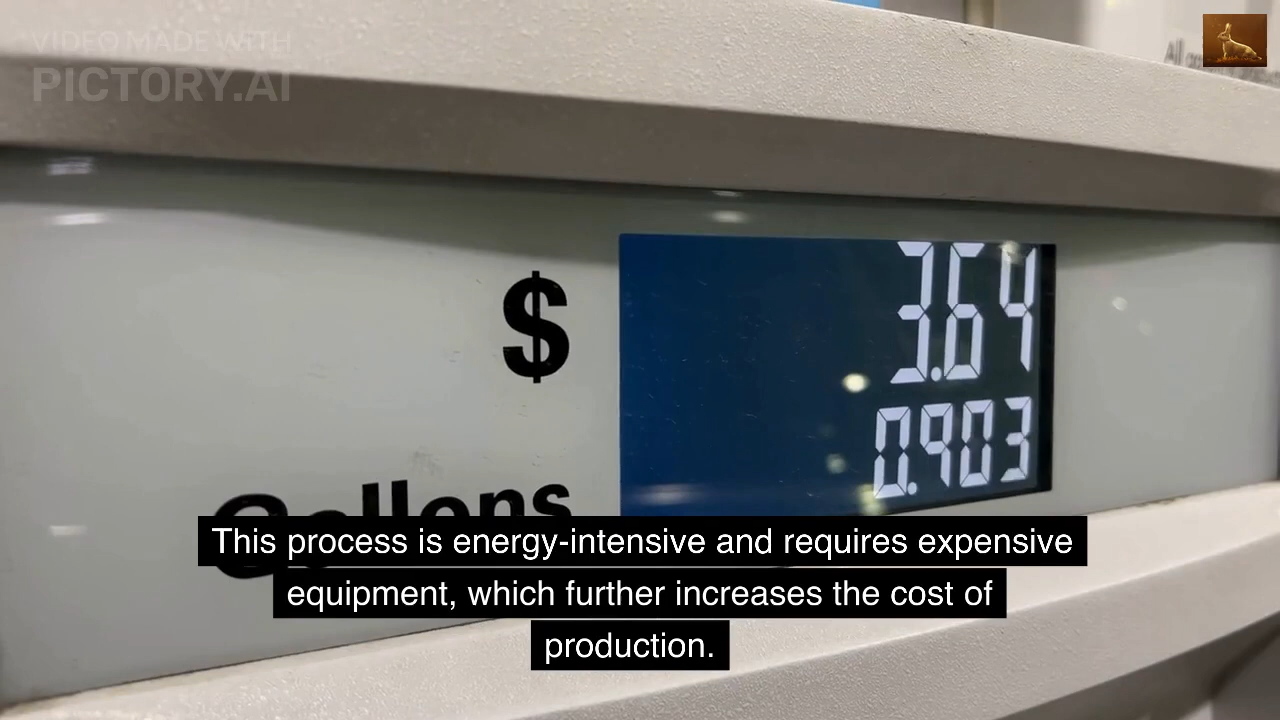 VIDEO MADE WITH
PICTORY.AI
$
3.64
0.903
Gallons
This process is energy-intensive and requires expensive
equipment, which further increases the cost of
production.